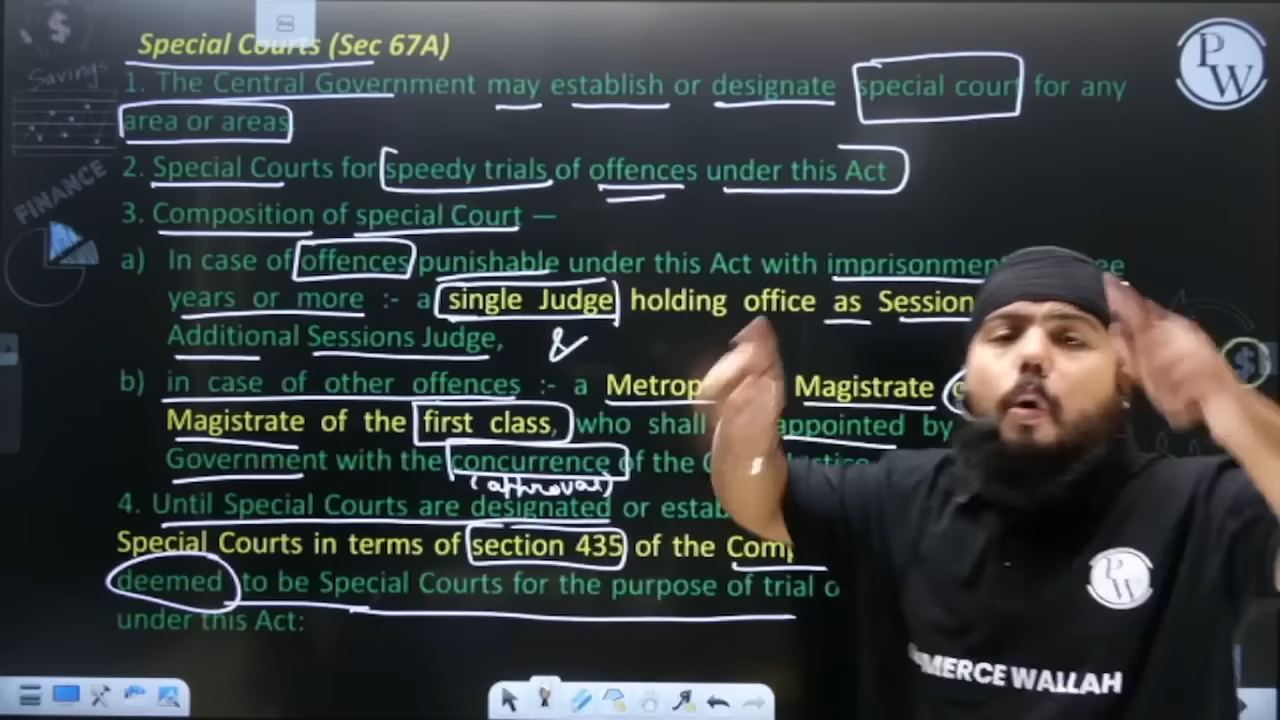 Special Courts (Sec 67A)
Savings
1. The Central Government may establish or designate special court for any
area or areas.
2. Special Courts for speedy trials of offences under this Act
FINANCE
3. Composition of special Court —
a) In case of offences punishable under this Act with imprisonment
years or more :- a single Judge holding office as Session
Additional Sessions Judge,
&
b) in case of other offences :- a Magistrate
Magistrate of the first class, who shall appointed by
Government with the concurrence of the
(approval)
4. Until Special Courts are designated or
Special Courts in terms of section 435 of the
deemed to be Special Courts for the purpose of trial
under this Act:
PW
PW
WALLAH